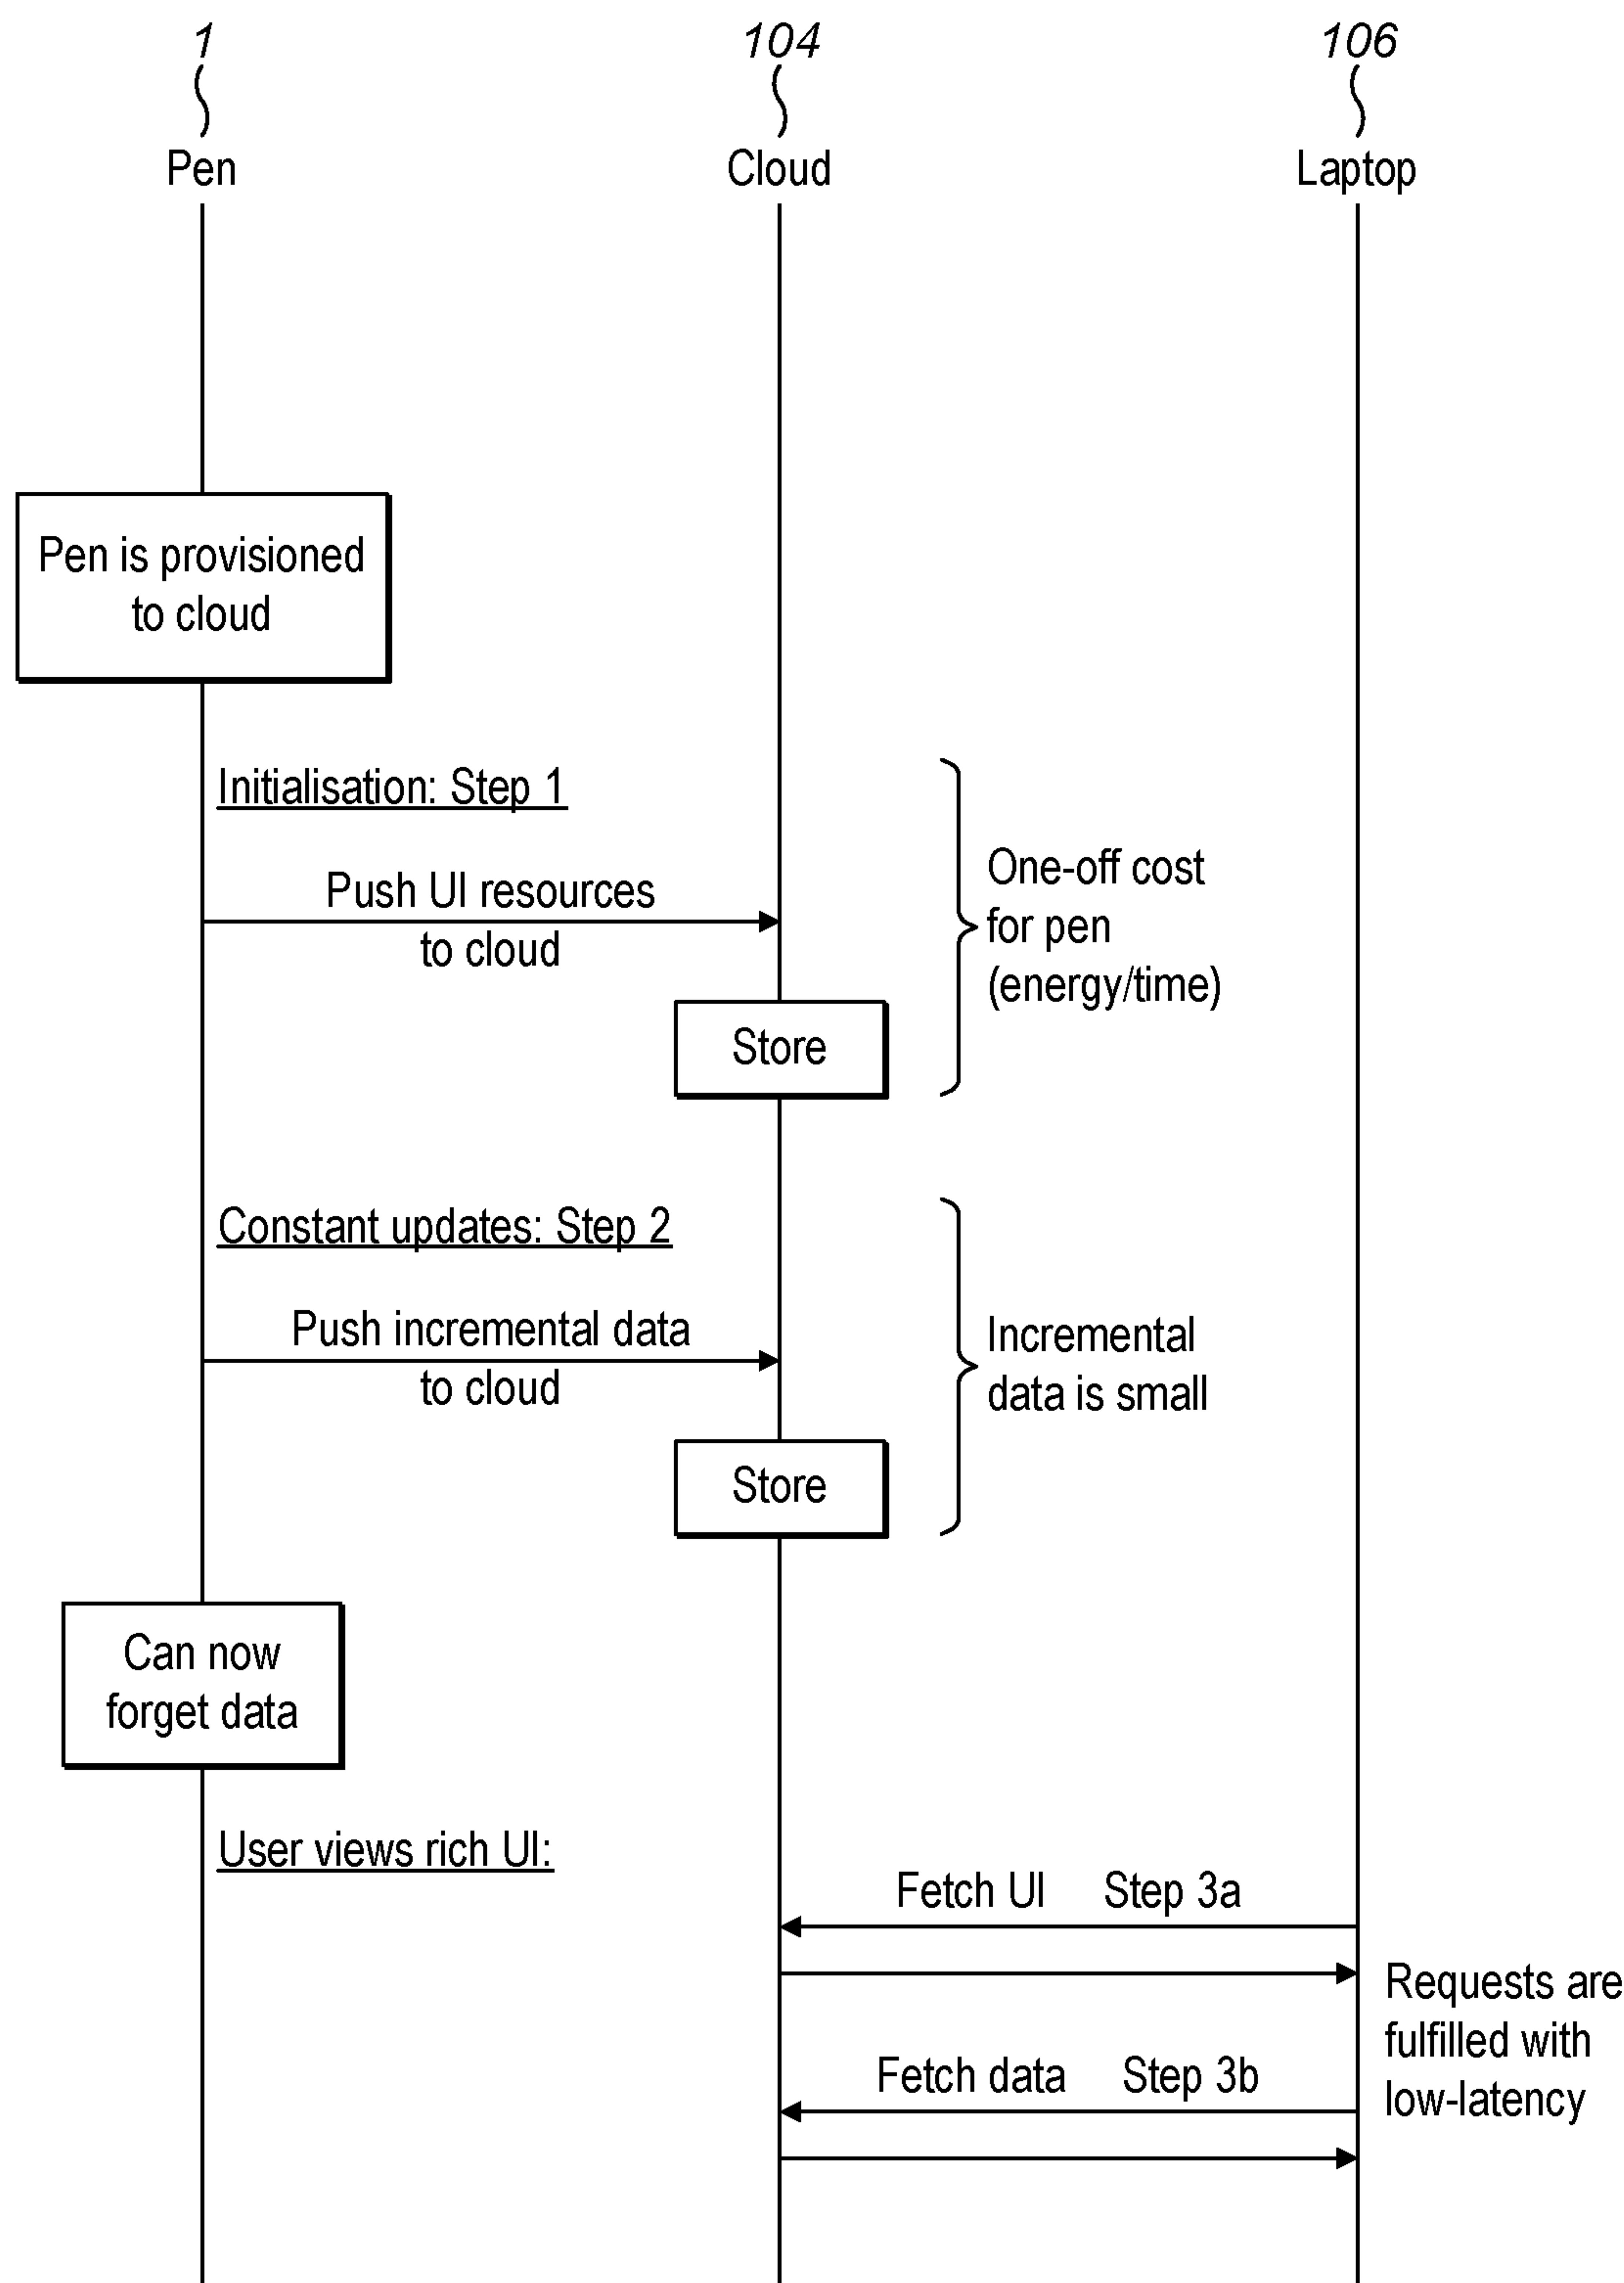 1
104
106
Pen
Cloud
Laptop
Pen is provisioned
to cloud
Initialisation: Step 1
Push UI resources
to cloud
One-off cost
for pen
(energy/time)
Store
Constant updates: Step 2
Push incremental data
to cloud
Incremental
data is small
Store
Can now
forget data
User views rich UI:
Fetch UI Step 3a
Requests are
fulfilled with
low-latency
Fetch data Step 3b